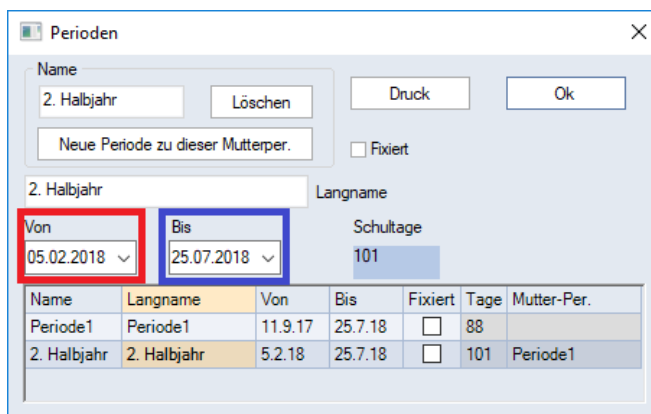 Perioden
Name
2. Halbjahr Löschen Druck Ok
Neue Periode zu dieser Mutterper. Fixiert
2. Halbjahr Langname
Von Bis Schultage
05.02.2018 25.07.2018 101
Name Langname Von Bis Fixiert Tage Mutter-Per.
Periode1 Periode1 11.9.17 25.7.18 88
2. Halbjahr 2. Halbjahr 5.2.18 25.7.18 101 Periode1